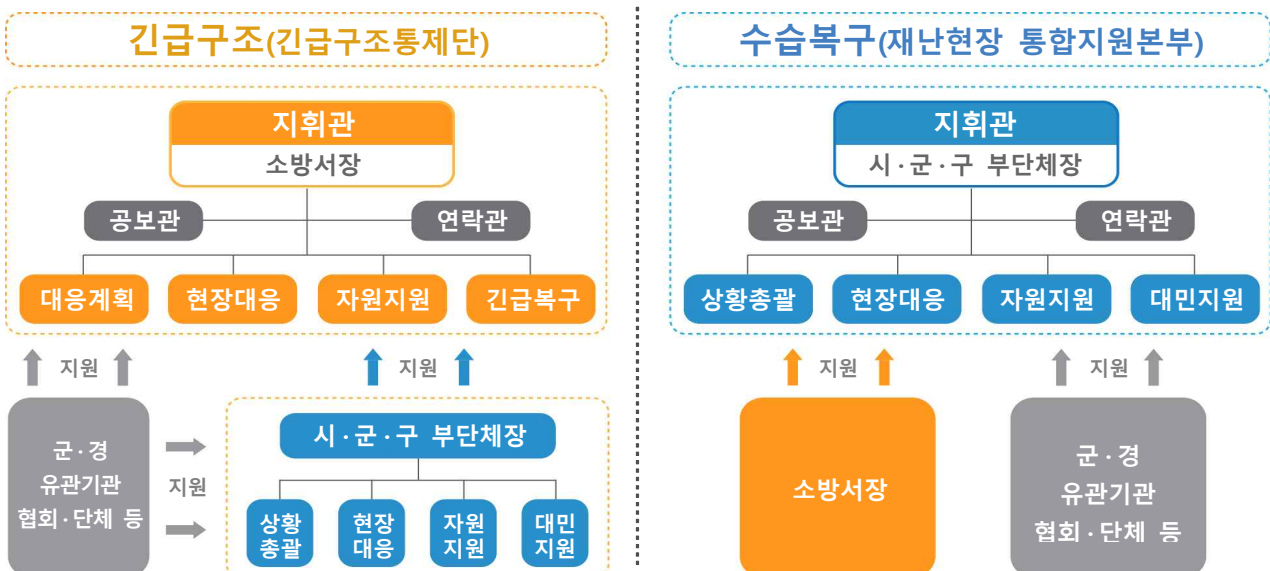 긴급구조(긴급구조통제단)
지휘관
소방서장
공보관
연락관
대응계획
현장대응
자원지원
긴급복구
지원
지원
군·경
유관기관
협회·단체 등
지원
시·군·구 부단체장
상황
총괄
현장
대응
자원
지원
대민
지원
수습복구(재난현장 통합지원본부)
지휘관
시·군·구 부단체장
공보관
연락관
상황총괄
현장대응
자원지원
대민지원
지원
지원
소방서장
군·경
유관기관
협회·단체 등